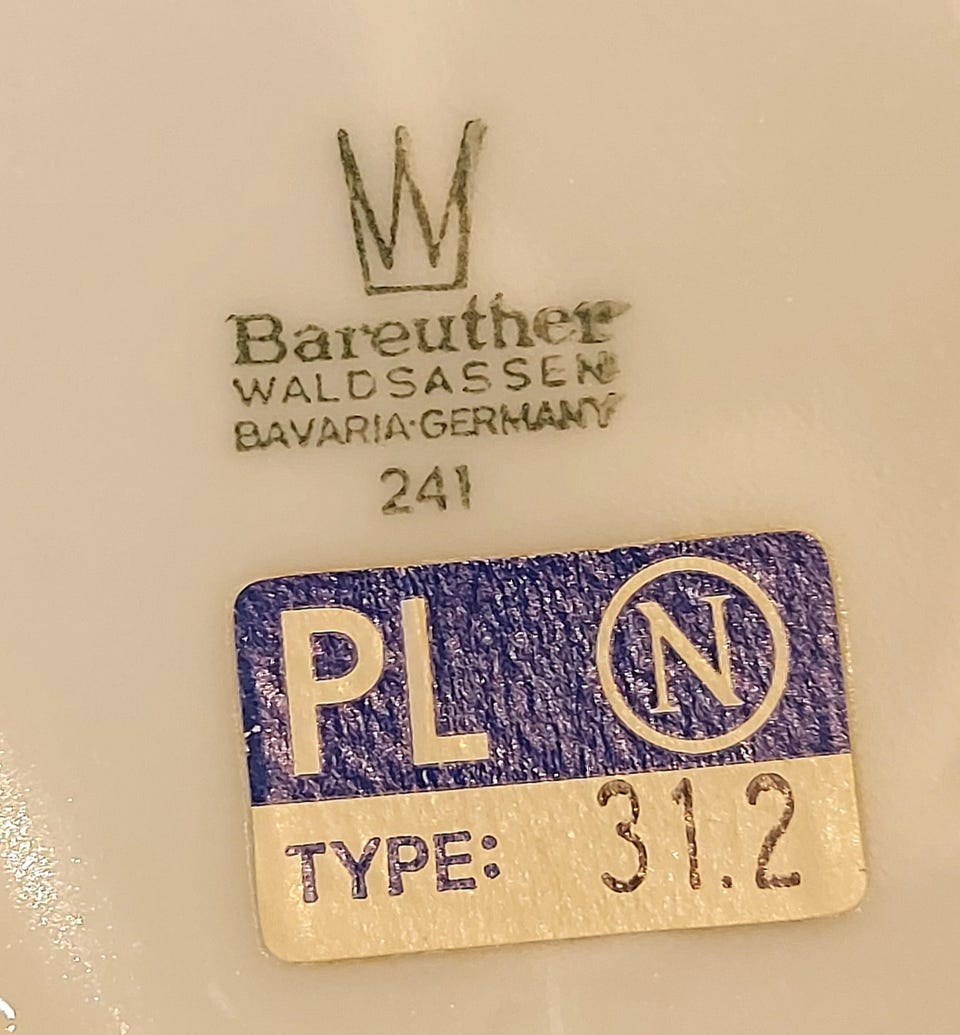 Bareuther
WALDSASSEN
BAVARIA·GERMANY
241
PL N
TYPE: 31.2